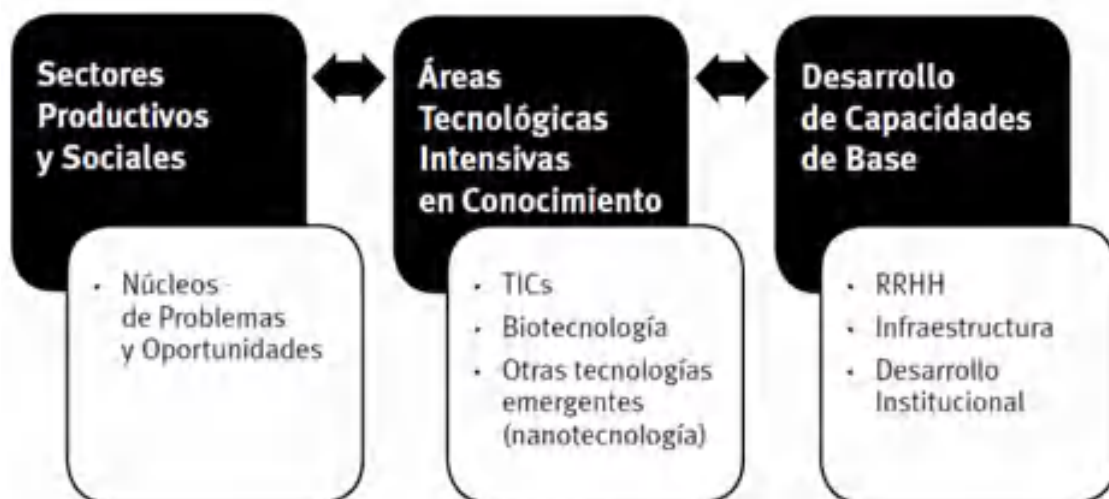 Sectores
Productivos
y Sociales
· Núcleos
de Problemas
y Oportunidades
Áreas
Tecnológicas
Intensivas
en Conocimiento
· TICs
· Biotecnología
· Otras tecnologías
emergentes
(nanotecnología)
Desarrollo
de Capacidades
de Base
· RRHH
· Infraestructura
· Desarrollo
Institucional